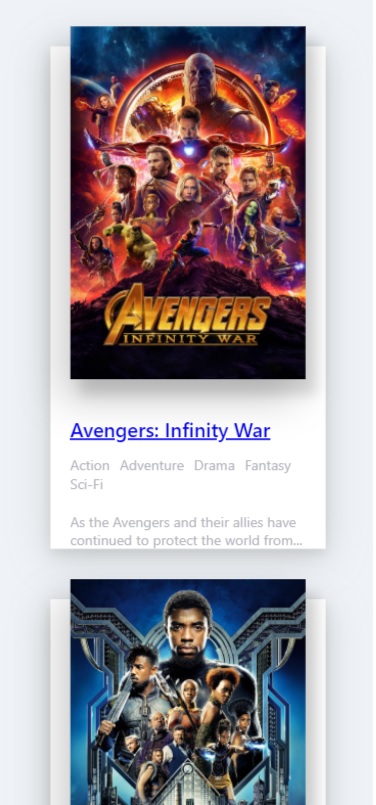 AVENGERS
INFINITY WAR
Avengers: Infinity War
Action Adventure Drama Fantasy
Sci-Fi
As the Avengers and their allies have
continued to protect the world from...